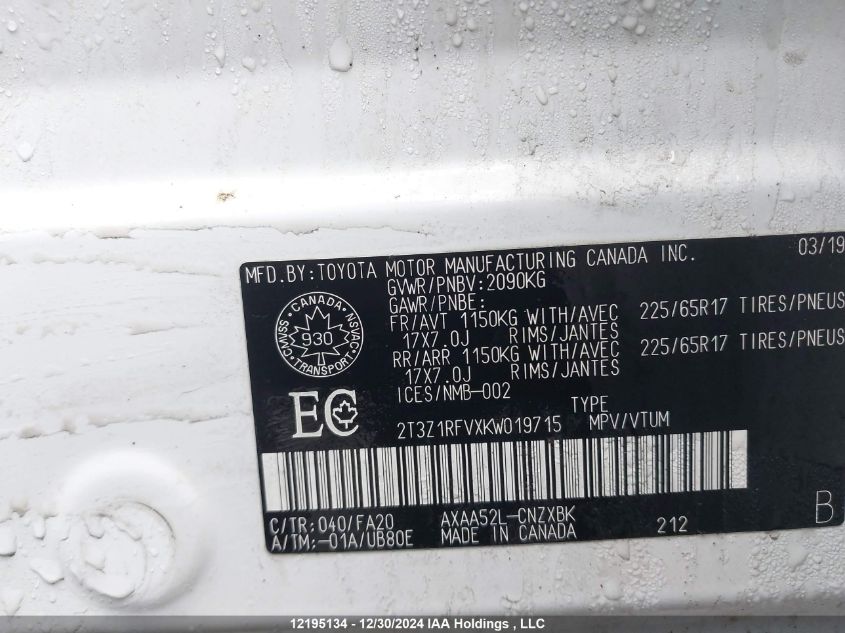 MFD.BY:TOYOTA MOTOR MANUFACTURING CANADA INC. 03/19
GVWR/PNBV:2090KG
GAWR/PNBE:
FR/AVT 1150KG WITH/AVEC 225/65R17 TIRES/PNEUS
17X7.0J RIMS/JANTES
RR/ARR 1150KG WITH/AVEC 225/65R17 TIRES/PNEUS
17X7.0J RIMS/JANTES
ICES/NMB-002
CANADA
CMVSS NSVAC
930
TRANSPORT
EC
TYPE
2T3Z1RFVXKW019715 MPV/VTUM
C/TR:040/FA20 AXAA52L-CNZXBK 212 B
A/TM:-01A/UB80E MADE IN CANADA
12195134 - 12/30/2024 IAA Holdings , LLC